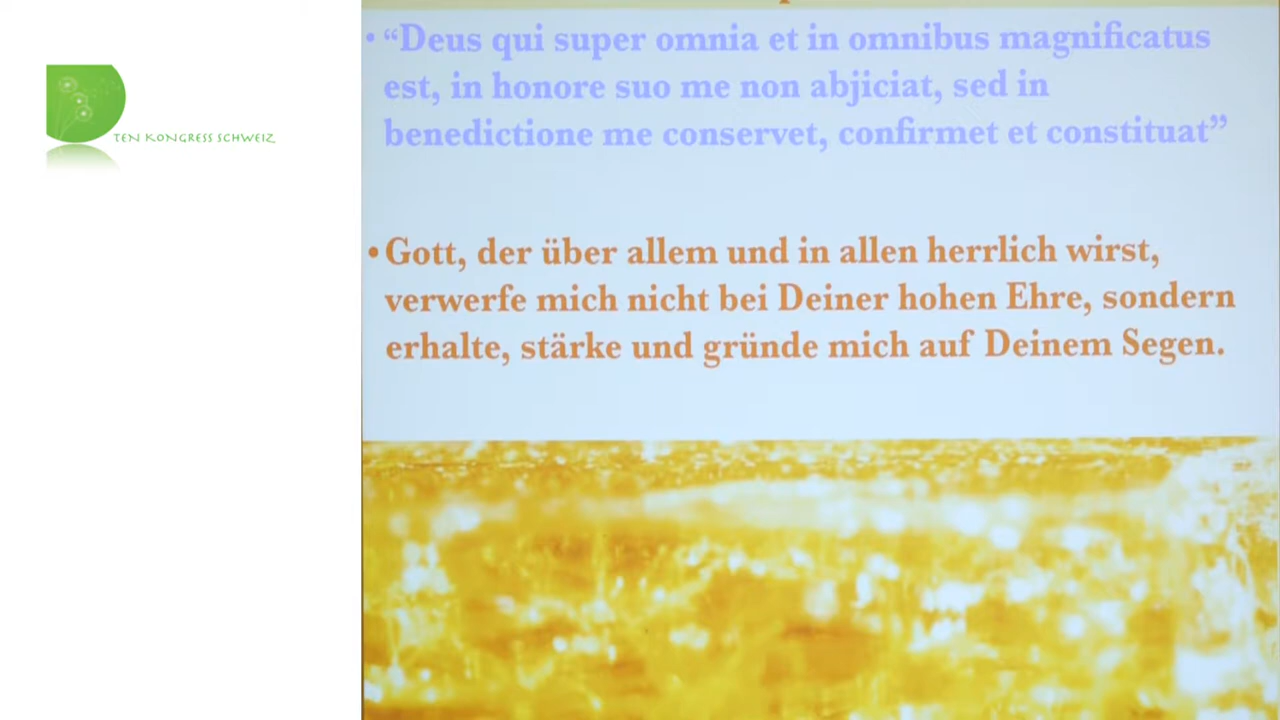 TEN KONGRESS SCHWEIZ
• “Deus qui super omnia et in omnibus magnificatus
est, in honore suo me non abjiciat, sed in
benedictione me conservet, confirmet et constituat”
• Gott, der über allem und in allen herrlich wirst,
verwerfe mich nicht bei Deiner hohen Ehre, sondern
erhalte, stärke und gründe mich auf Deinem Segen.